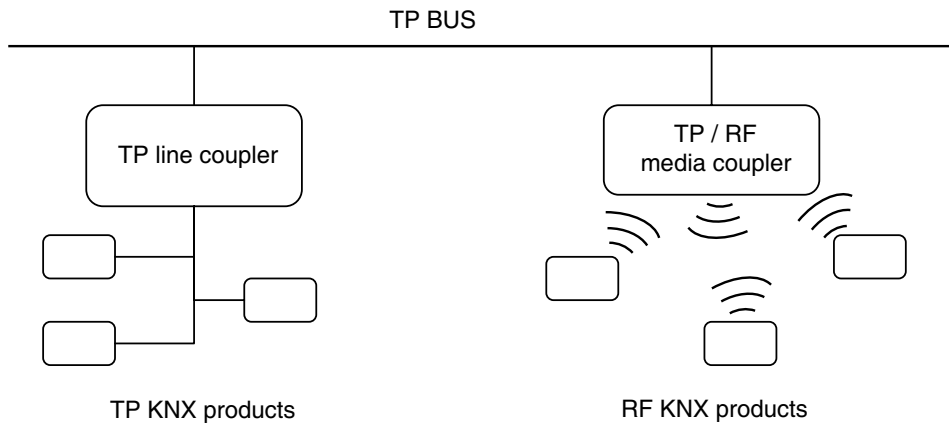 TP BUS
TP line coupler
TP / RF
media coupler
TP KNX products
RF KNX products